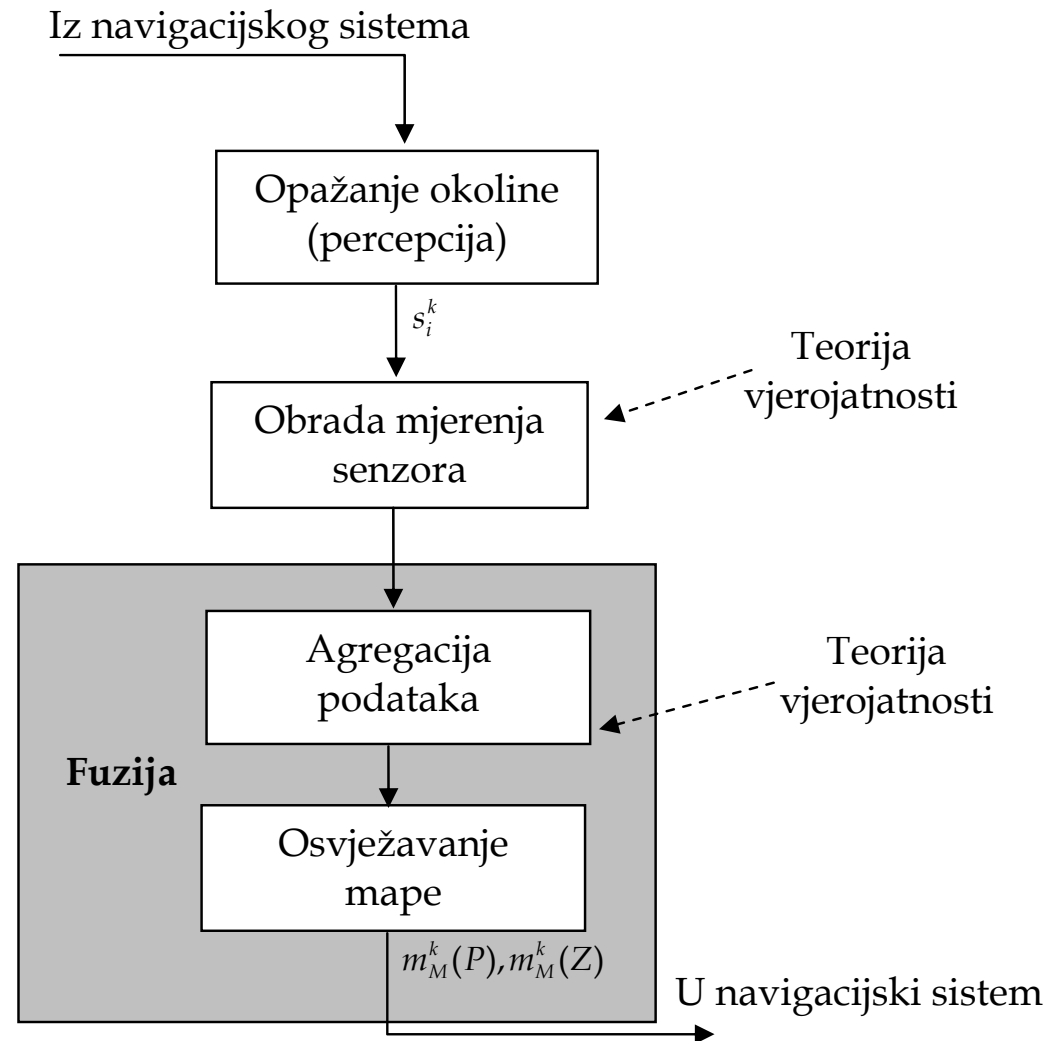 Iz navigacijskog sistema
Opažanje okoline
(percepcija)
s_i^k
Teorija
vjerojatnosti
Obrada mjerenja
senzora
Agregacija
podataka
Teorija
vjerojatnosti
Fuzija
Osvježavanje
mape
m_M^k(P), m_M^k(Z)
U navigacijski sistem